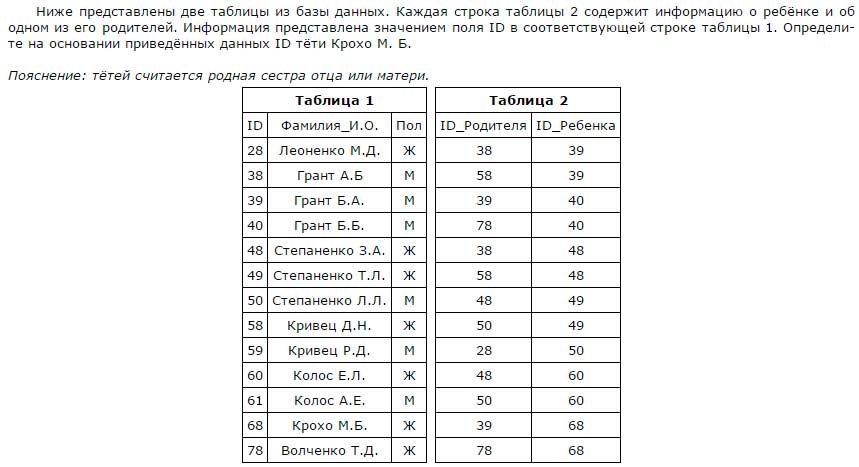 Ниже представлены две таблицы из базы данных. Каждая строка таблицы 2 содержит информацию о ребёнке и об
одном из его родителей. Информация представлена значением поля ID в соответствующей строке таблицы 1. Определи-
те на основании приведённых данных ID тёти Крохо М. Б.
Пояснение: тётей считается родная сестра отца или матери.
Таблица 1 Таблица 2
ID Фамилия_И.О. Пол ID_Родителя ID_Ребенка
28 Леоненко М.Д. Ж 38 39
38 Грант А.Б М 58 39
39 Грант Б.А. М 39 40
40 Грант Б.Б. М 78 40
48 Степаненко З.А. Ж 38 48
49 Степаненко Т.Л. Ж 58 48
50 Степаненко Л.Л. М 48 49
58 Кривец Д.Н. Ж 50 49
59 Кривец Р.Д. М 28 50
60 Колос Е.Л. Ж 48 60
61 Колос А.Е. М 50 60
68 Крохо М.Б. Ж 39 68
78 Волченко Т.Д. Ж 78 68